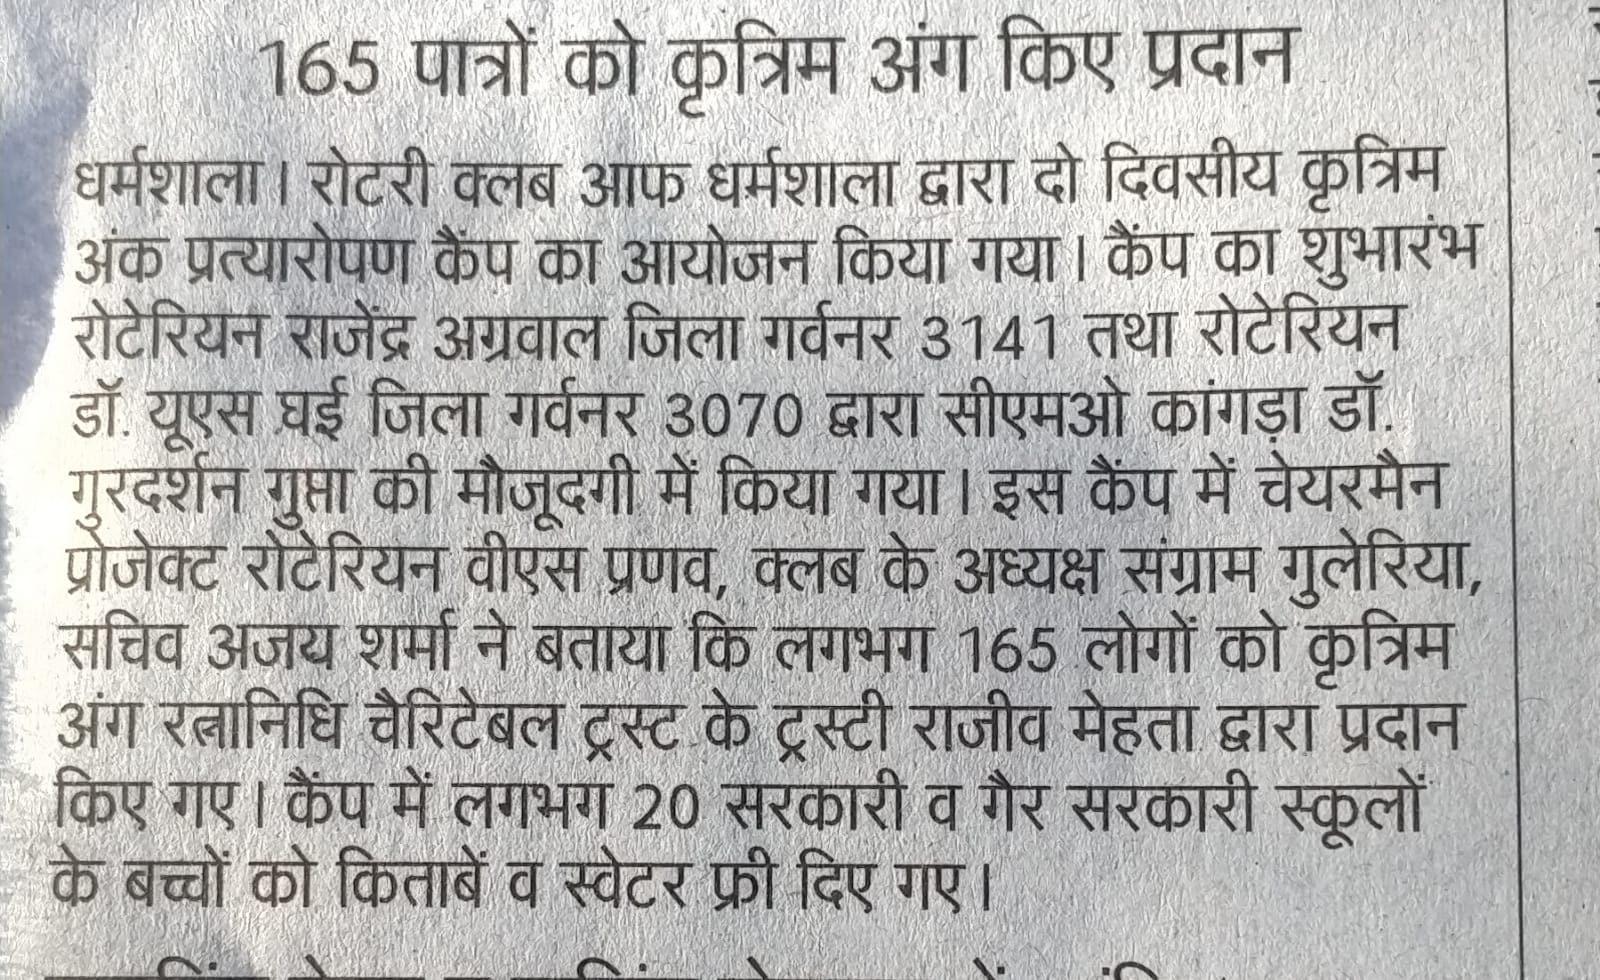 165 पात्रों को कृत्रिम अंग किए प्रदान
धर्मशाला। रोटरी क्लब आफ धर्मशाला द्वारा दो दिवसीय कृत्रिम
अंक प्रत्यारोपण कैंप का आयोजन किया गया। कैंप का शुभारंभ
रोटेरियन राजेंद्र अग्रवाल जिला गर्वनर 3141 तथा रोटेरियन
डॉ. यूएस घई जिला गर्वनर 3070 द्वारा सीएमओ कांगड़ा डॉ.
गुरदर्शन गुप्ता की मौजूदगी में किया गया। इस कैंप में चेयरमैन
प्रोजेक्ट रोटेरियन वीएस प्रणव, क्लब के अध्यक्ष संग्राम गुलेरिया,
सचिव अजय शर्मा ने बताया कि लगभग 165 लोगों को कृत्रिम
अंग रत्नानिधि चैरिटेबल ट्रस्ट के ट्रस्टी राजीव मेहता द्वारा प्रदान
किए गए। कैंप में लगभग 20 सरकारी व गैर सरकारी स्कूलों
के बच्चों को किताबें व स्वेटर फ्री दिए गए।